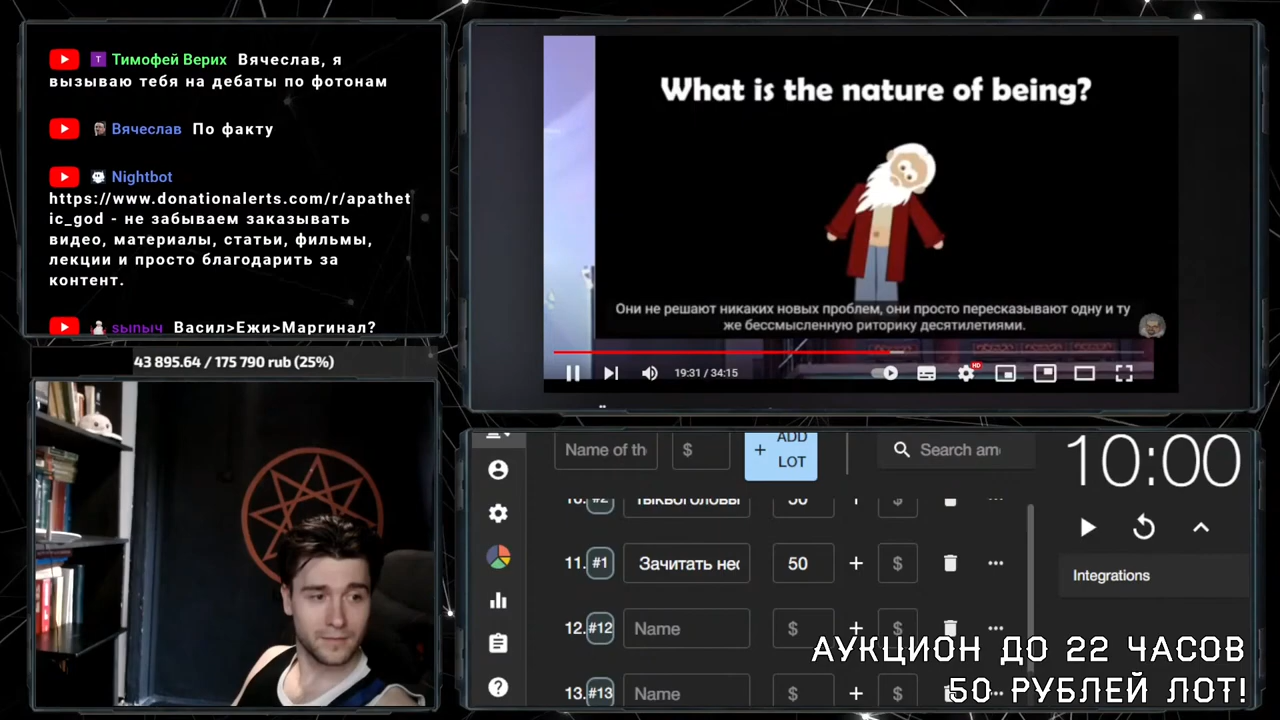 Тимофей Верих Вячеслав, я
вызываю тебя на дебаты по фотонам
Вячеслав По факту
Nightbot
https://www.donationalerts.com/r/apathet
ic_god - не забываем заказывать
видео, материалы, статьи, фильмы,
лекции и просто благодарить за
контент.
зыпыч Васил>Ежи>Маргинал?
43 895.64 / 175 790 rub (25%)
What is the nature of being?
Они не решают никаких новых проблем, они просто пересказывают одну и ту
же бессмысленную риторику десятилетиями.
19:31 / 34:15
HD
Name of th
$
+ ADD
LOT
Search am
10:00
Integrations
10. #2 50 + $
11. #1 Зачитать нес 50 + $
12. #12 Name $ + $
13. #13 Name $ + $
АУКЦИОН ДО 22 ЧАСОВ
50 РУБЛЕЙ ЛОТ!